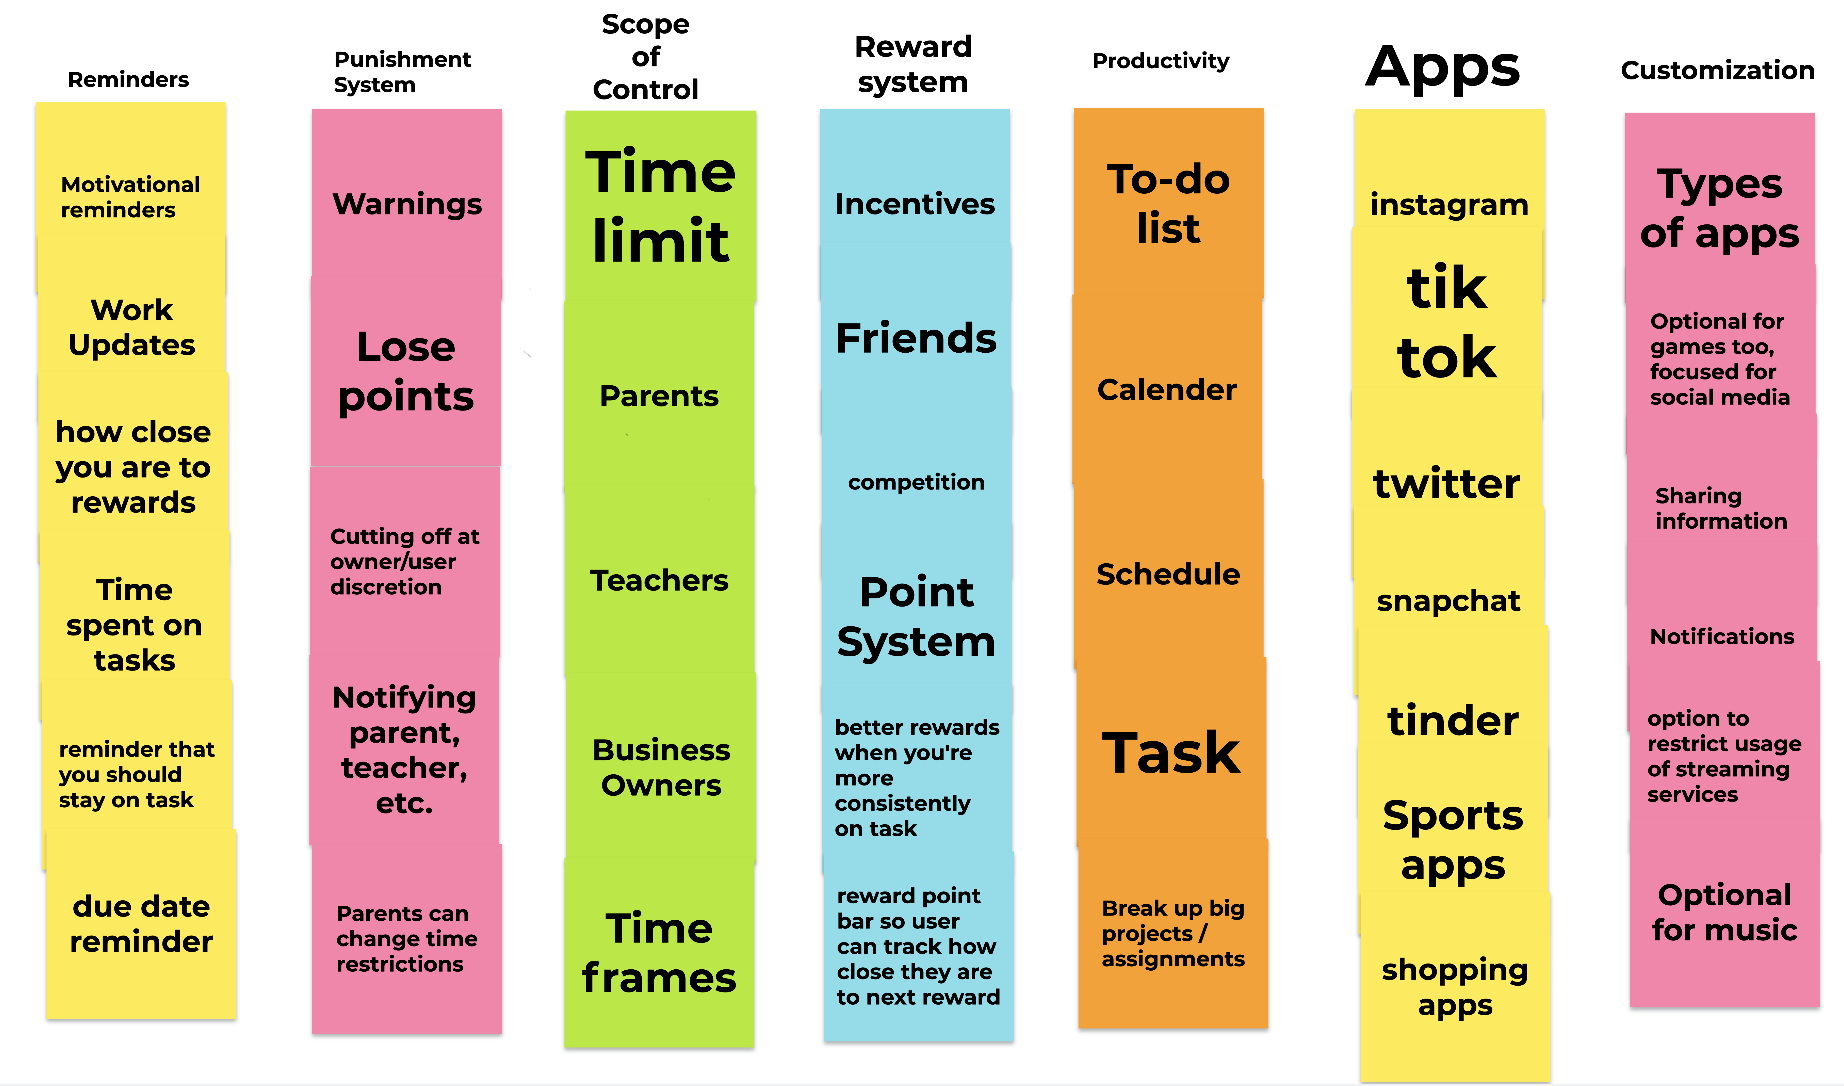 Reminders
Motivational
reminders
Work
Updates
how close
you are to
rewards
Time
spent on
tasks
reminder that
you should
stay on task
due date
reminder
Punishment
System
Warnings
Lose
points
Cutting off at
owner/user
discretion
Notifying
parent,
teacher,
etc.
Parents can
change time
restrictions
Scope
of
Control
Time
limit
Parents
Teachers
Business
Owners
Time
frames
Reward
system
Incentives
Friends
competition
Point
System
better rewards
when you're
more
consistently
on task
reward point
bar so user
can track how
close they are
to next reward
Productivity
To-do
list
Calender
Schedule
Task
Break up big
projects /
assignments
Apps
instagram
tik
tok
twitter
snapchat
tinder
Sports
apps
shopping
apps
Customization
Types
of apps
Optional for
games too,
focused for
social media
Sharing
information
Notifications
option to
restrict usage
of streaming
services
Optional
for music